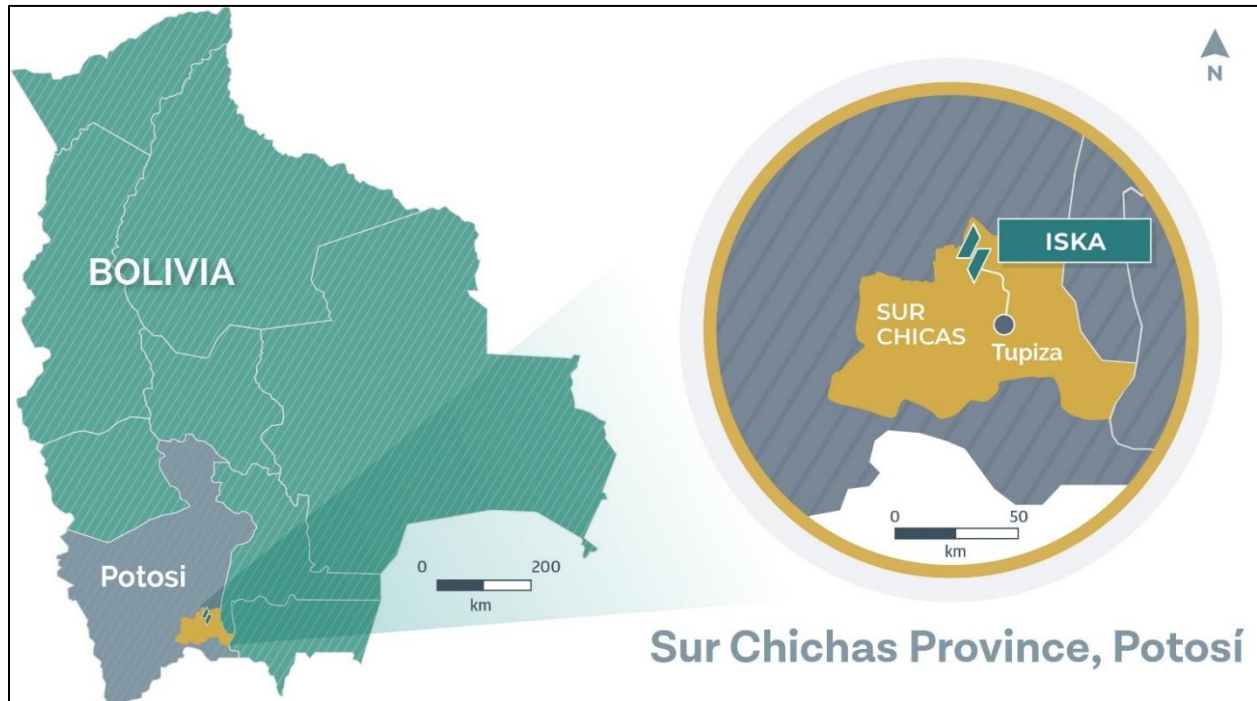 BOLIVIA
Potosi
0 200
km
N
ISKA
SUR
CHICAS
Tupiza
0 50
km
Sur Chichas Province, Potosí